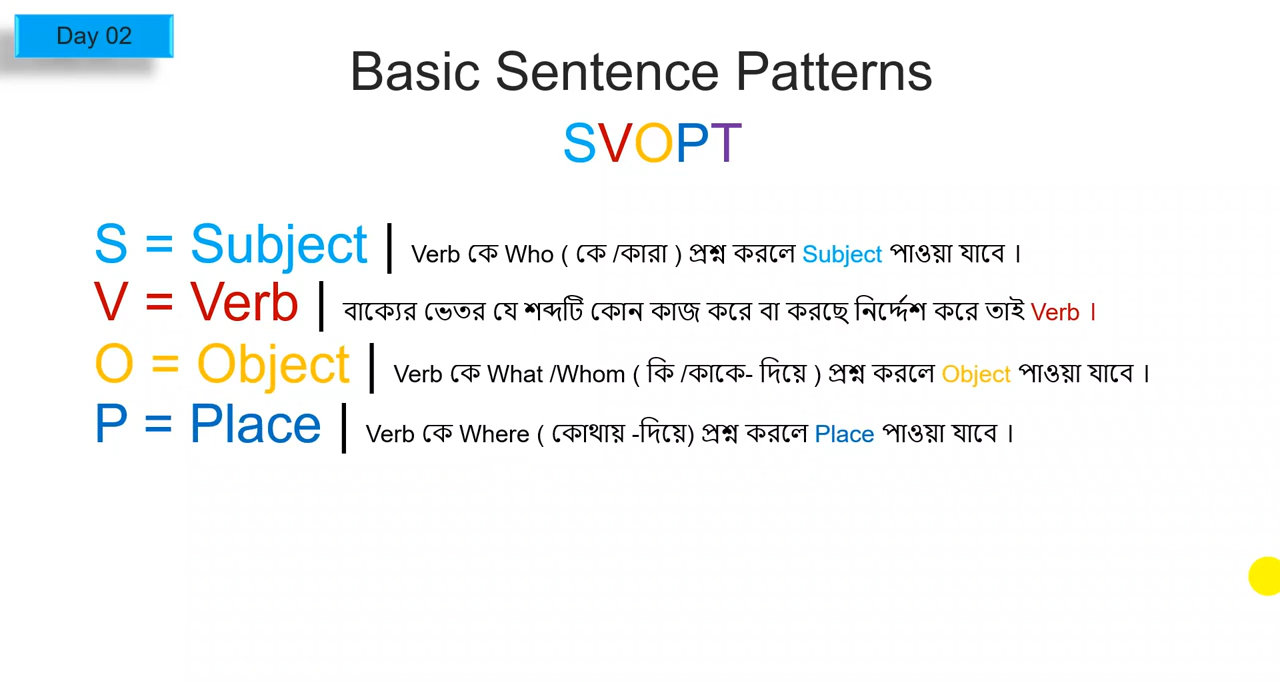 Day 02
Basic Sentence Patterns
SVOPT
S = Subject | Verb কে Who ( কে /কারা ) প্রশ্ন করলে Subject পাওয়া যাবে ।
V = Verb | বাক্যের ভেতর যে শব্দটি কোন কাজ করে বা করছে নির্দ্দেশ করে তাই Verb ।
O = Object | Verb কে What /Whom ( কি /কাকে- দিয়ে ) প্রশ্ন করলে Object পাওয়া যাবে ।
P = Place | Verb কে Where ( কোথায় -দিয়ে) প্রশ্ন করলে Place পাওয়া যাবে ।